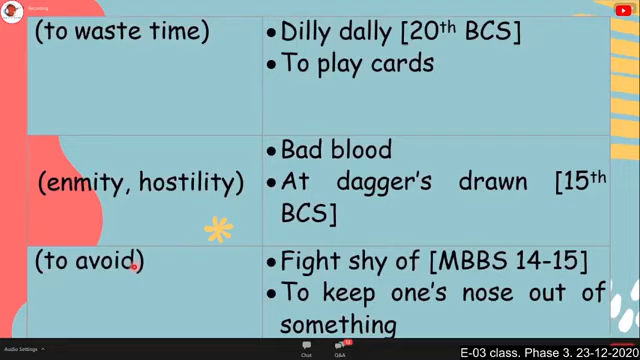 Recording
(to waste time)
• Dilly dally [20th BCS]
• To play cards
(enmity, hostility)
• Bad blood
• At dagger's drawn [15th
BCS]
(to avoid)
• Fight shy of [MBBS 14-15]
• To keep one's nose out of
something
Audio Settings
Chat
Q&A
E-03 class. Phase 3. 23-12-2020